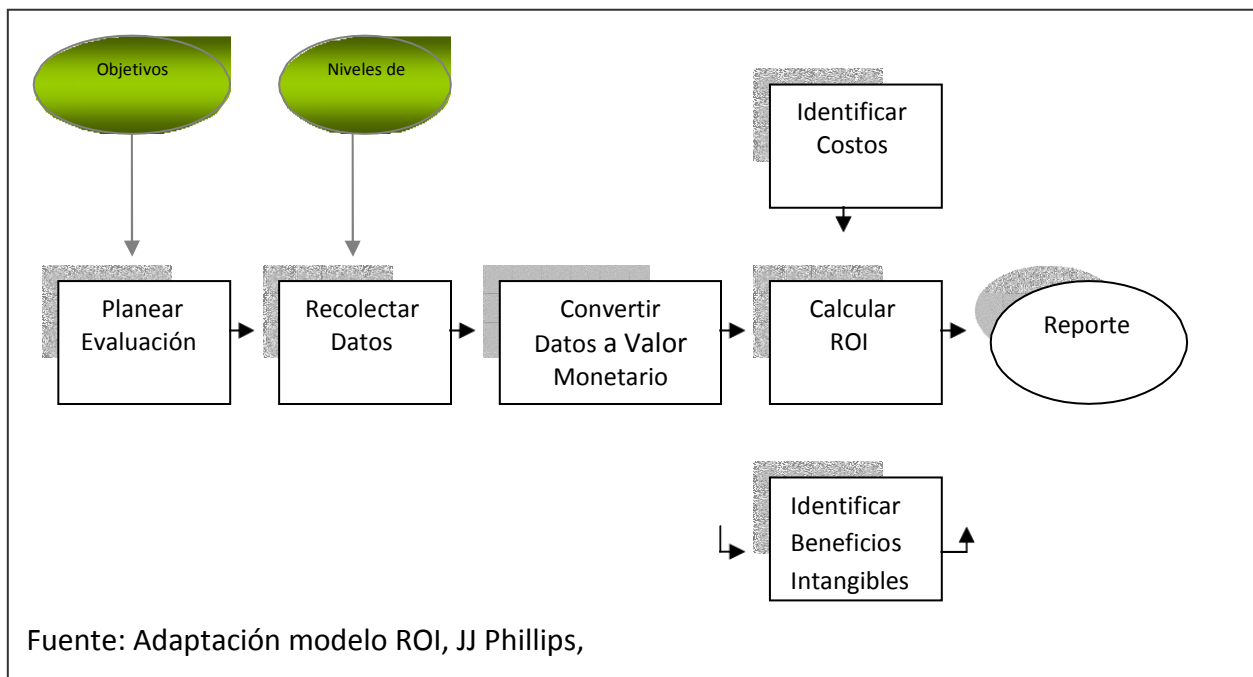 Objetivos
Niveles de
Identificar
Costos
Planear
Evaluación
Recolectar
Datos
Convertir
Datos a Valor
Monetario
Calcular
ROI
Reporte
Identificar
Beneficios
Intangibles
Fuente: Adaptación modelo ROI, JJ Phillips,